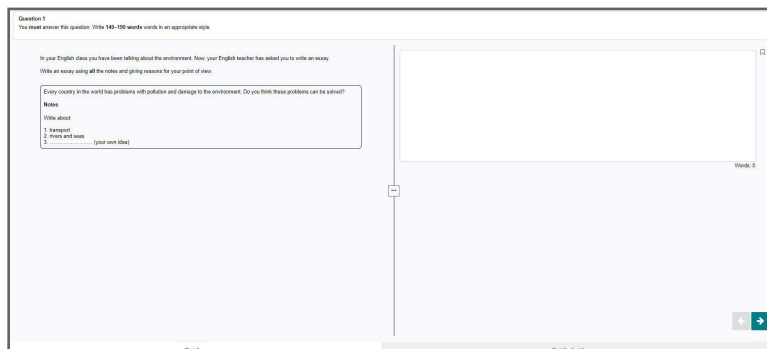 Question 1
You must answer this question. Write 140–190 words words in an appropriate style.
In your English class you have been talking about the environment. Now, your English teacher has asked you to write an essay.
Write an essay using all the notes and giving reasons for your point of view.
Every country in the world has problems with pollution and damage to the environment. Do you think these problems can be solved?
Notes
Write about:
1. transport
2. rivers and seas
3. .......................... (your own idea)
Words: 0